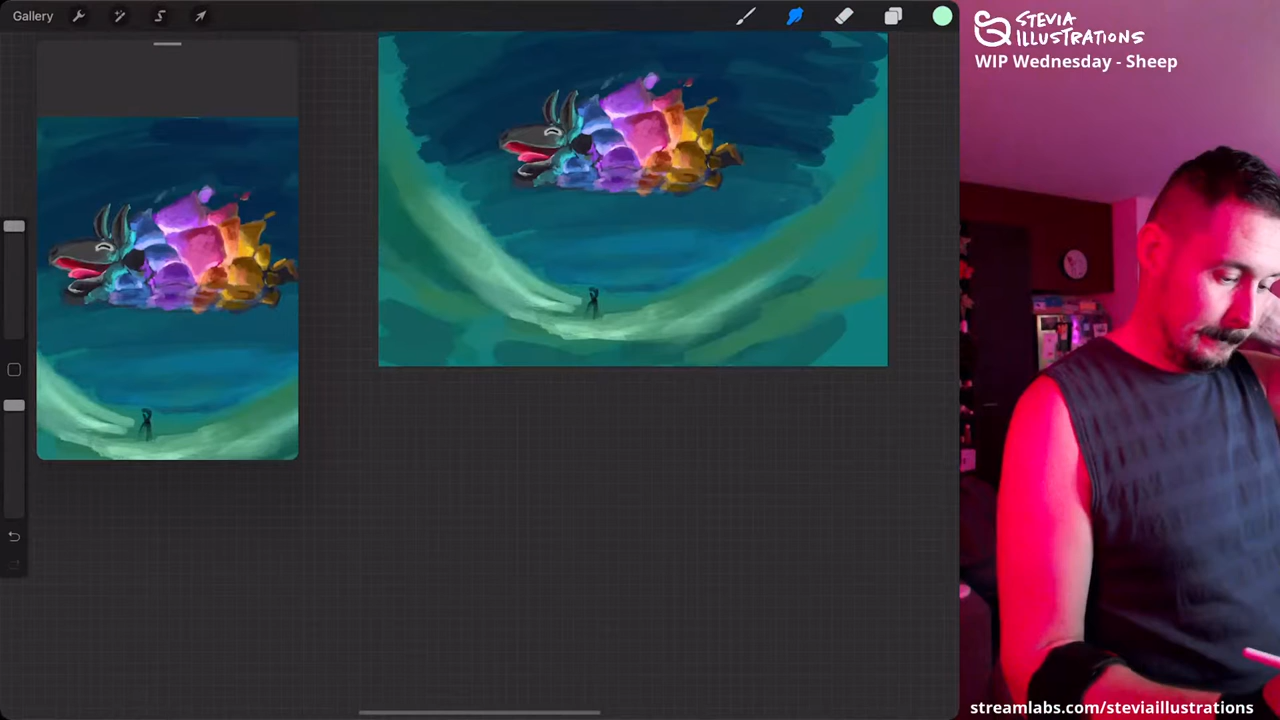 Gallery
STEVIA
ILLUSTRATIONS
WIP Wednesday - Sheep
streamlabs.com/steviaillustrations